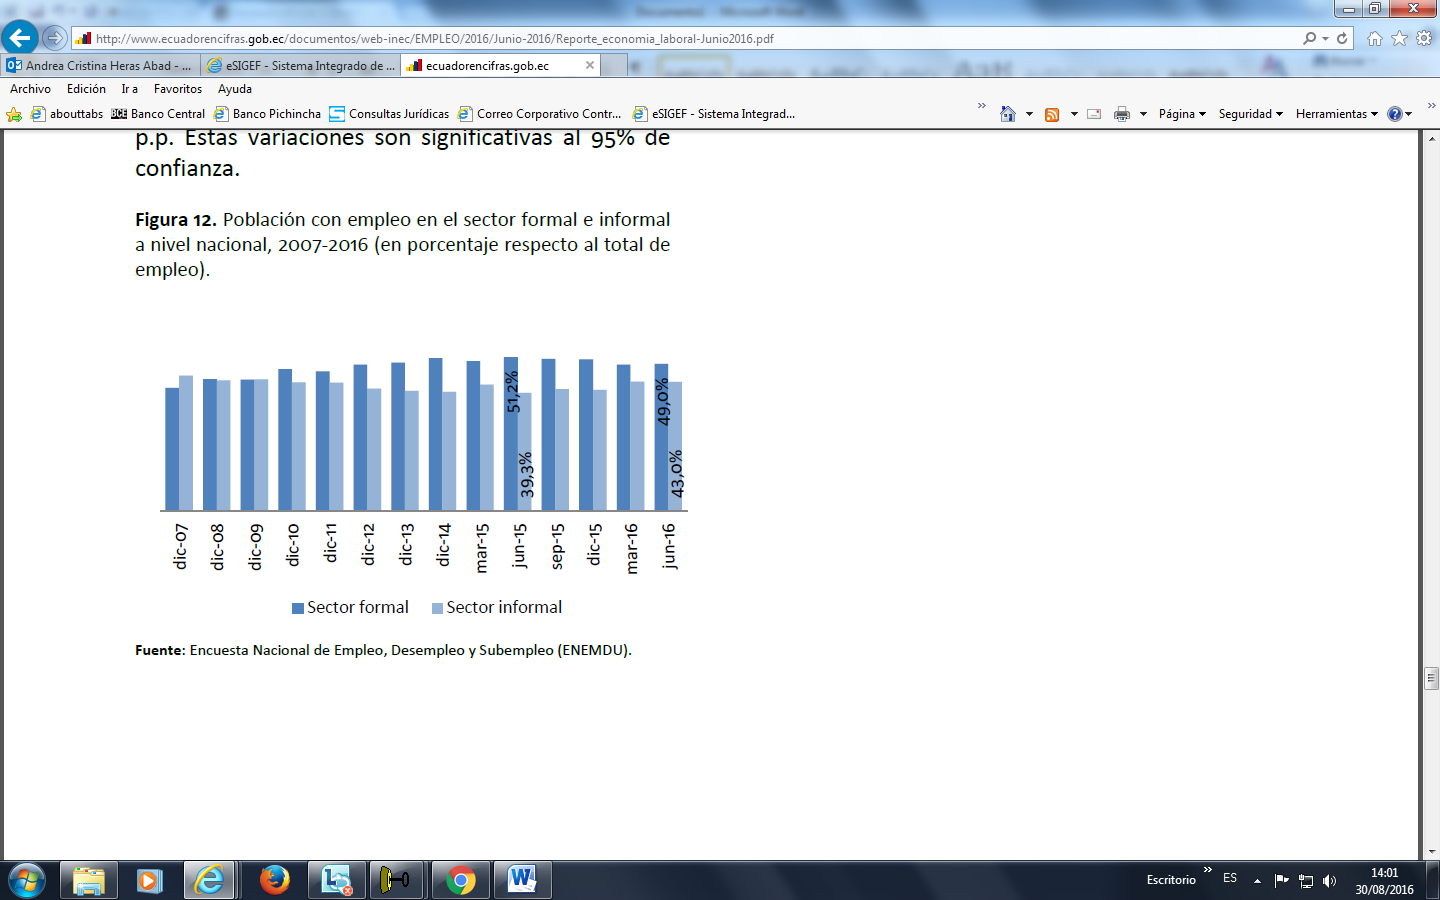 http://www.ecuadorencifras.gob.ec/documentos/web-inec/EMPLEO/2016/Junio-2016/Reporte_economia_laboral-Junio2016.pdf
Andrea Cristina Heras Abad - ...
eSIGEF - Sistema Integrado de ...
ecuadorencifras.gob.ec
Archivo Edición Ir a Favoritos Ayuda
abouttabs BCE Banco Central Banco Pichincha Consultas Jurídicas Correo Corporativo Contr... eSIGEF - Sistema Integrad... Página Seguridad Herramientas
p.p. Estas variaciones son significativas al 95% de
confianza.
Figura 12. Población con empleo en el sector formal e informal
a nivel nacional, 2007-2016 (en porcentaje respecto al total de
empleo).
51,2%
39,3%
49,0%
43,0%
dic-07
dic-08
dic-09
dic-10
dic-11
dic-12
dic-13
dic-14
mar-15
jun-15
sep-15
dic-15
mar-16
jun-16
Sector formal Sector informal
Fuente: Encuesta Nacional de Empleo, Desempleo y Subempleo (ENEMDU).
Escritorio ES 14:01
30/08/2016